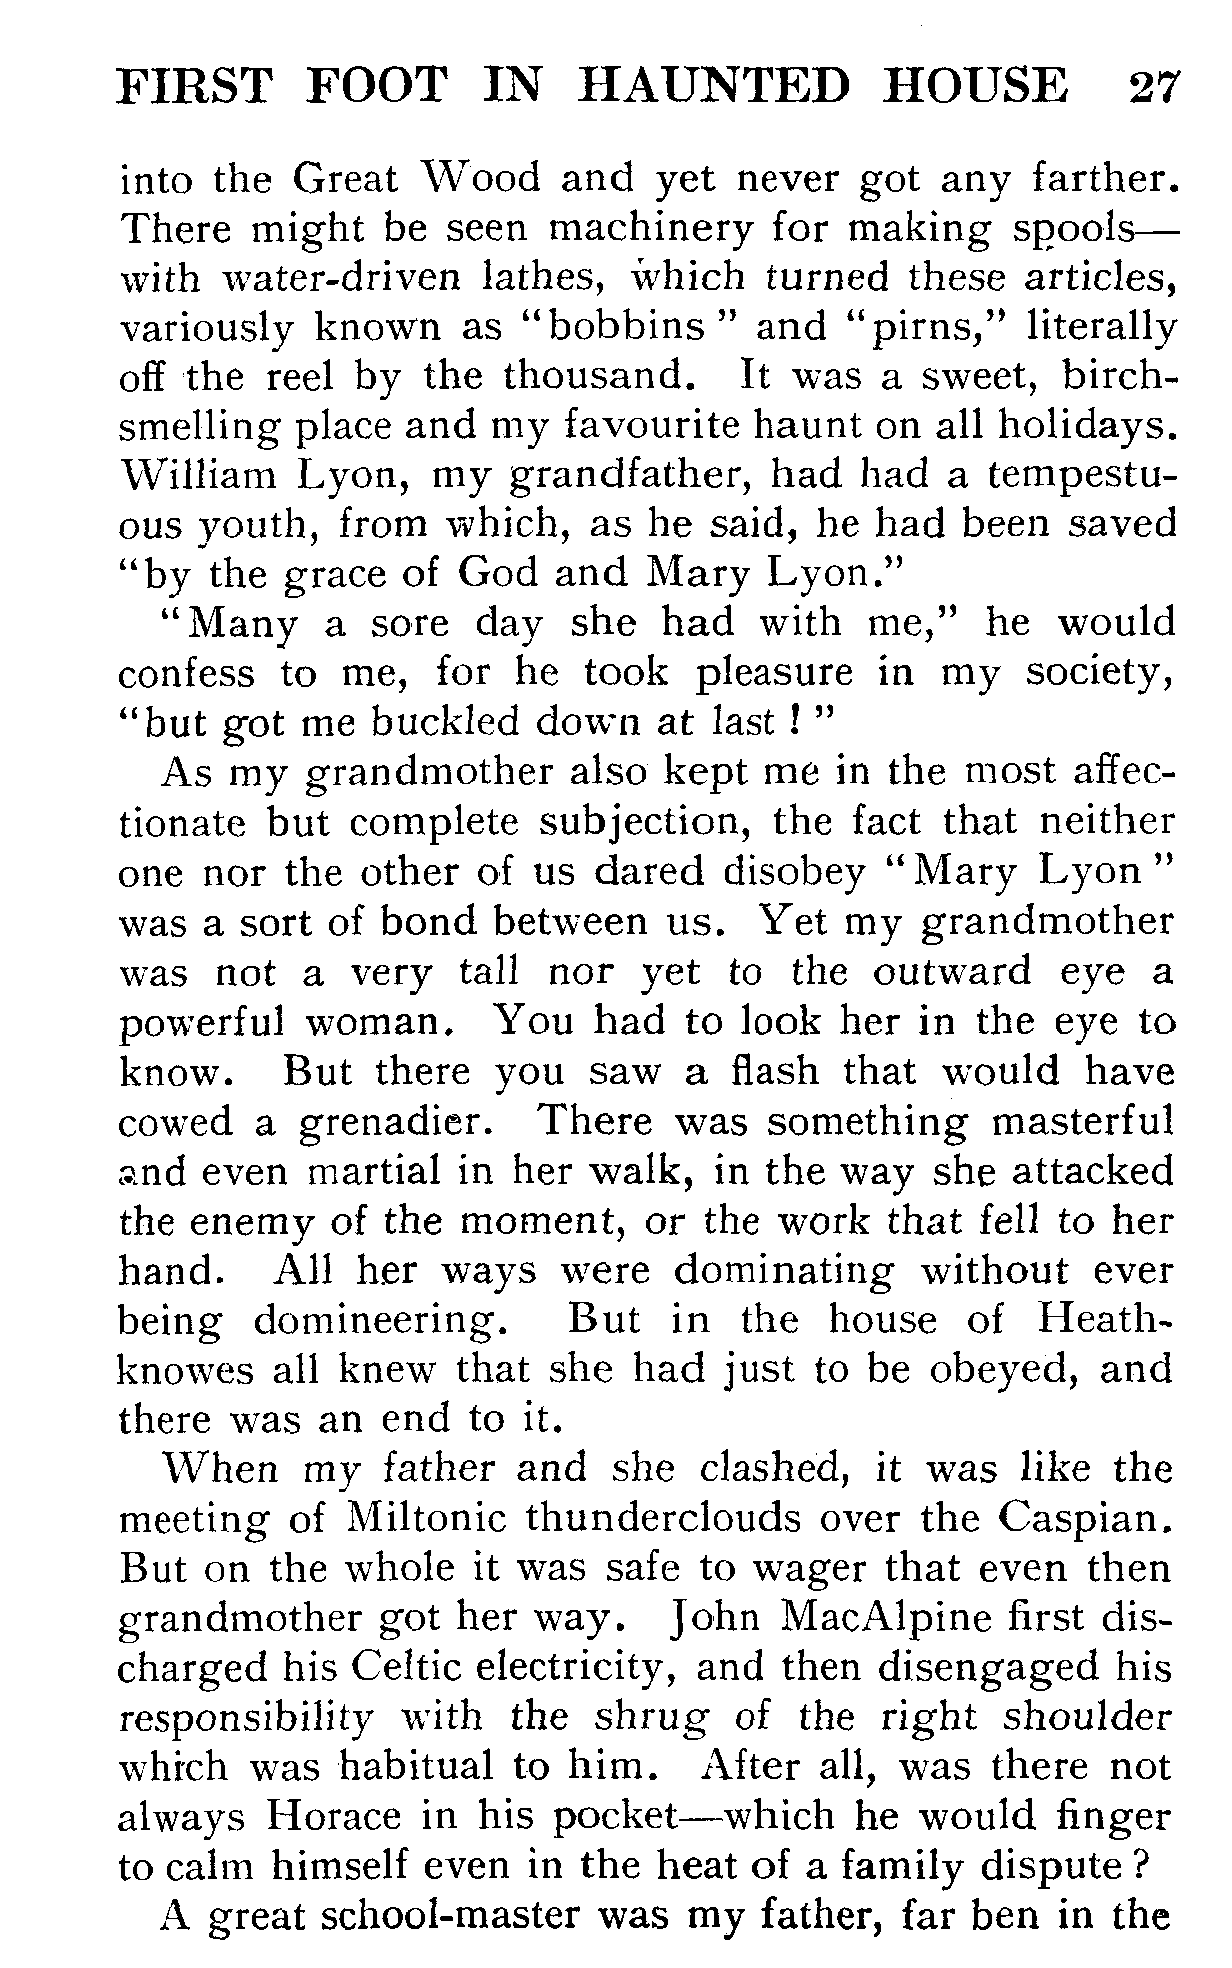 FIRST FOOT IN HAUNTED HOUSE 27
into the Great Wood and yet never got any farther.
There might be seen machinery for making spools—
with water-driven lathes, which turned these articles,
variously known as “bobbins” and “pirns,” literally
off the reel by the thousand. It was a sweet, birch-
smelling place and my favourite haunt on all holidays.
William Lyon, my grandfather, had had a tempestu-
ous youth, from which, as he said, he had been saved
“by the grace of God and Mary Lyon.”
“Many a sore day she had with me,” he would
confess to me, for he took pleasure in my society,
“but got me buckled down at last!”
As my grandmother also kept me in the most affec-
tionate but complete subjection, the fact that neither
one nor the other of us dared disobey “Mary Lyon”
was a sort of bond between us. Yet my grandmother
was not a very tall nor yet to the outward eye a
powerful woman. You had to look her in the eye to
know. But there you saw a flash that would have
cowed a grenadier. There was something masterful
and even martial in her walk, in the way she attacked
the enemy of the moment, or the work that fell to her
hand. All her ways were dominating without ever
being domineering. But in the house of Heath-
knowes all knew that she had just to be obeyed, and
there was an end to it.
When my father and she clashed, it was like the
meeting of Miltonic thunderclouds over the Caspian.
But on the whole it was safe to wager that even then
grandmother got her way. John MacAlpine first dis-
charged his Celtic electricity, and then disengaged his
responsibility with the shrug of the right shoulder
which was habitual to him. After all, was there not
always Horace in his pocket—which he would finger
to calm himself even in the heat of a family dispute?
A great school-master was my father, far ben in the